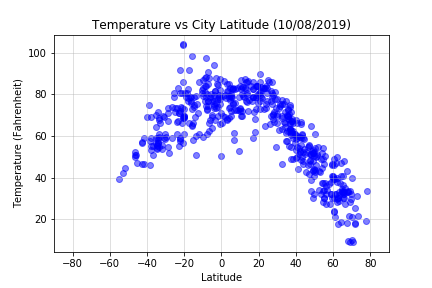 Temperature vs City Latitude (10/08/2019)
100
80
60
40
20
Temperature (Fahrenheit)
−80 −60 −40 −20 0 20 40 60 80
Latitude